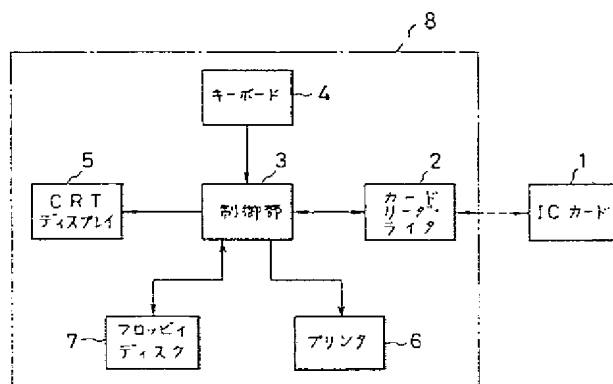 8
キーボード
4
5
CRT
ディスプレイ
3
制御部
2
カード
リーダ・
ライタ
1
ICカード
7
フロッピィ
ディスク
プリンタ
6